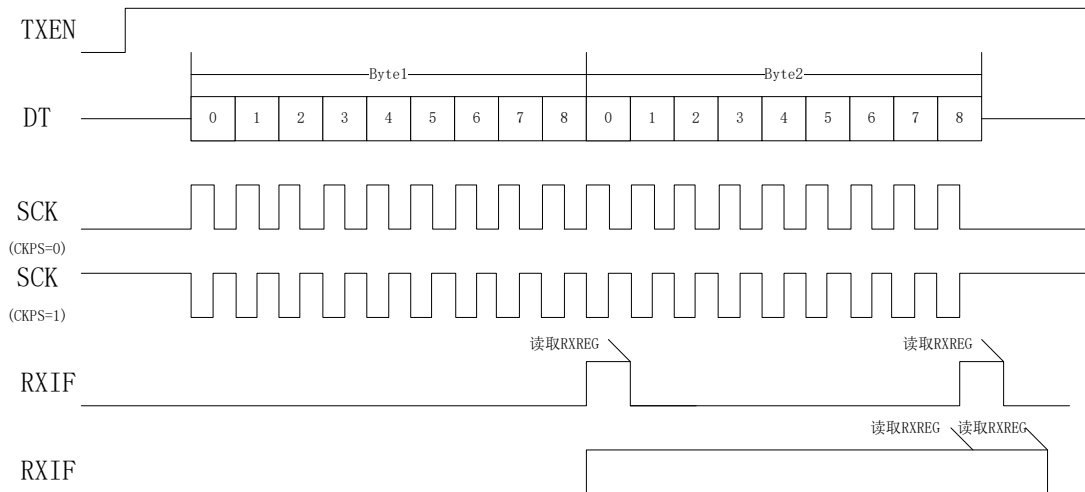 TXEN
Byte1 Byte2
DT 0 1 2 3 4 5 6 7 8 0 1 2 3 4 5 6 7 8
SCK
(CKPS=0)
SCK
(CKPS=1)
读取RXREG 读取RXREG
RXIF
读取RXREG 读取RXREG
RXIF